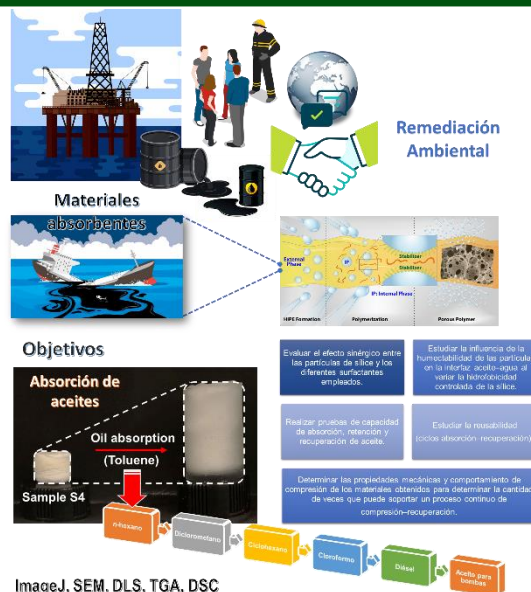 Remediación
Ambiental
Materiales
absorbentes
External
Phase
IP
Stabilizer
Stabilizer
IP: Internal Phase
HIPE Formation
Polymerization
Porous Polymer
Objetivos
Absorción de
aceites
Oil absorption
(Toluene)
Sample S4
Evaluar el efecto sinérgico entre
las partículas de sílice y los
diferentes surfactantes
empleados.
Estudiar la influencia de la
humectabilidad de las partícula
en la interfaz aceite-agua al
variar la hidrofobicidad
controlada de la sílice.
Realizar pruebas de capacidad
de absorción, retención y
recuperación de aceite.
Estudiar la reusabilidad
(ciclos absorción-recuperación)
Determinar las propiedades mecánicas y comportamiento de
compresión de los materiales obtenidos para determinar la cantidad
de veces que puede soportar un proceso continuo de
compresión–recuperación.
n-hexano
Diclorometano
Ciclohexano
Cloroformo
Diésal
Aceite para
bombas
ImageJ, SEM, DLS, TGA, DSC